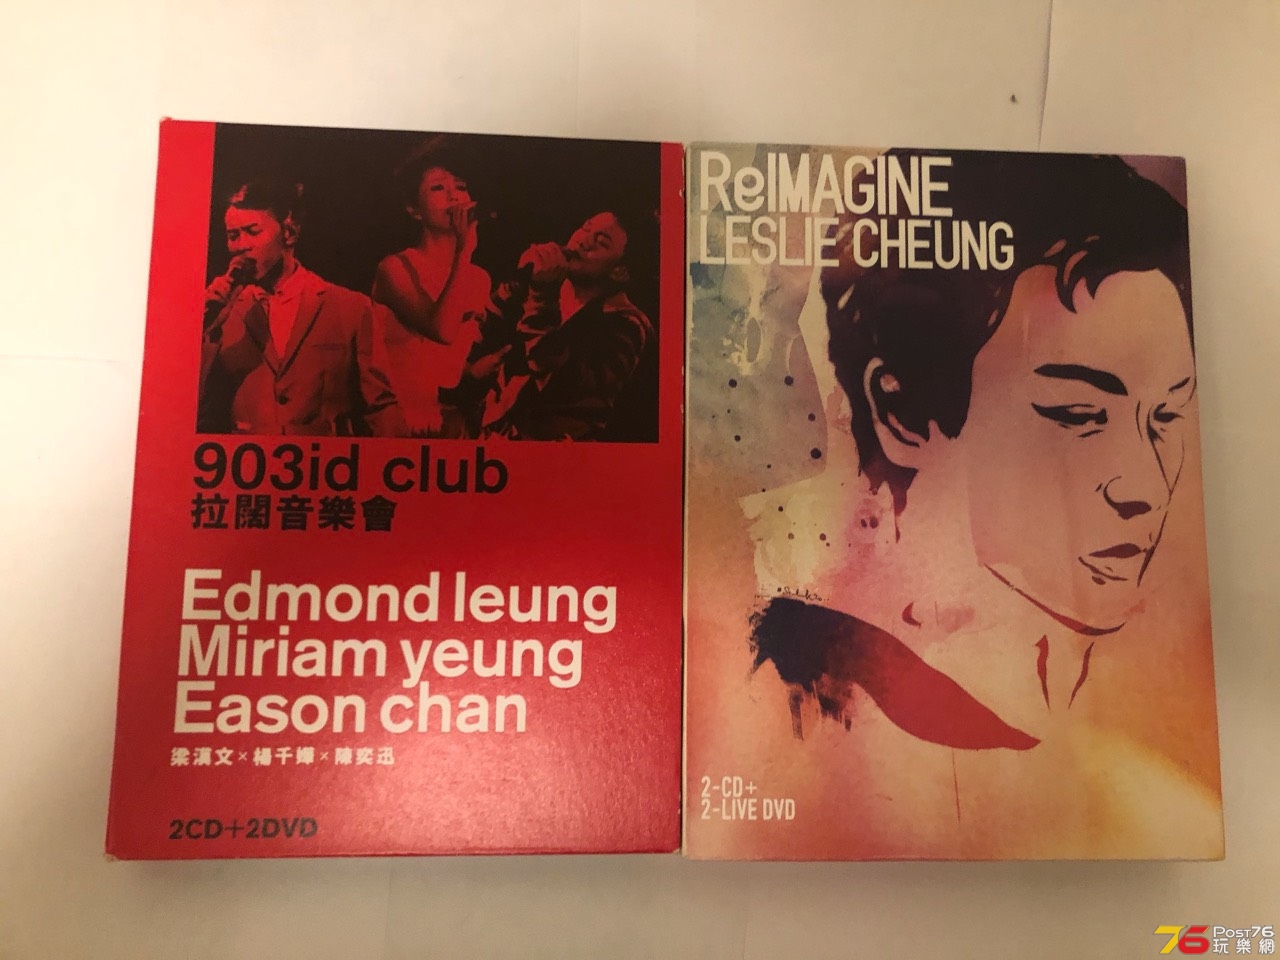 903id club
拉闊音樂會
Edmond leung
Miriam yeung
Eason chan
梁漢文×楊千嬅×陳奕迅
2CD+2DVD
ReIMAGINE
LESLIE CHEUNG
2-CD+
2-LIVE DVD
76 POST76
玩樂網